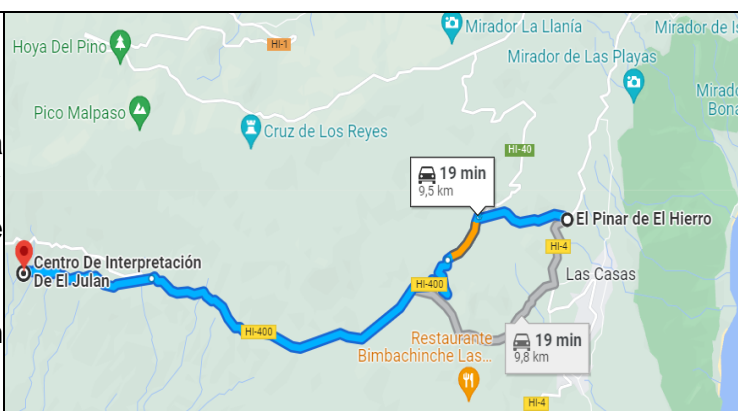 Mirador La Llanía
Mirador de Is
Hoya Del Pino
HI-1
Mirador de Las Playas
Mirado
Bona
Pico Malpaso
Cruz de Los Reyes
HI-40
19 min
9,5 km
El Pinar de El Hierro
HI-4
Centro De Interpretación
De El Julan
Las Casas
HI-400
HI-400
Restaurante
Bimbachinche Las...
19 min
9,8 km
HI-4